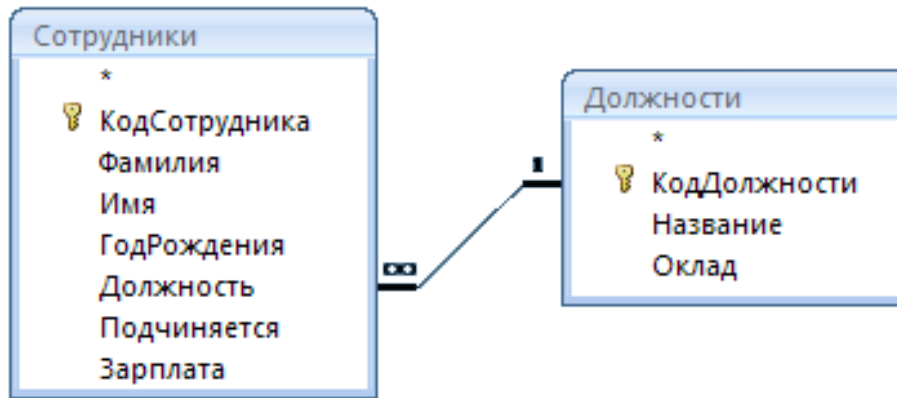 Сотрудники
*
КодСотрудника
Фамилия
Имя
ГодРождения
Должность
Подчиняется
Зарплата
∞
1
Должности
*
КодДолжности
Название
Оклад